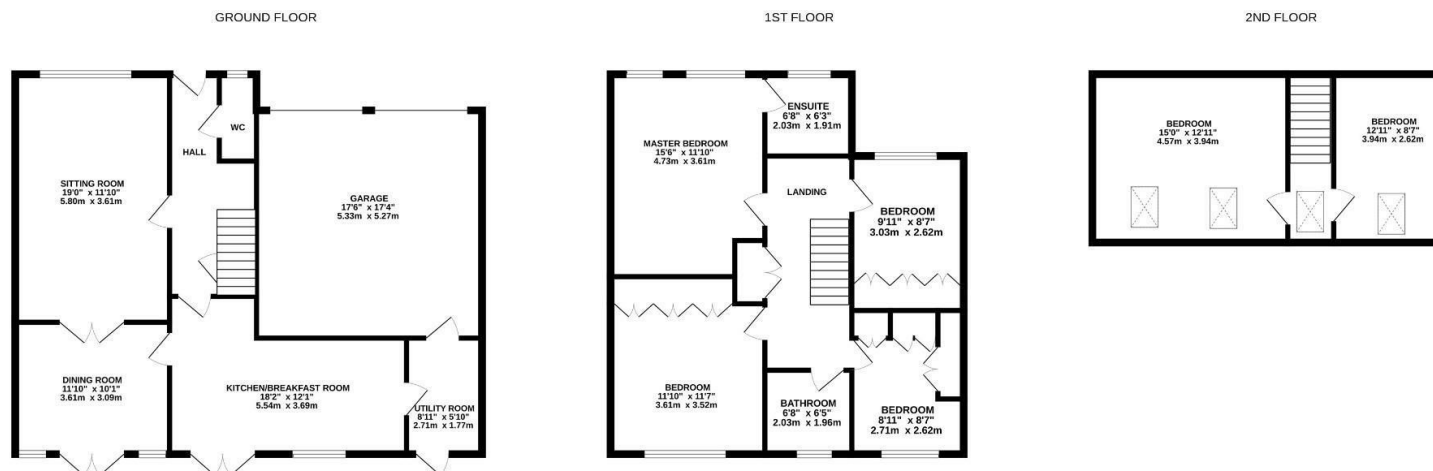 GROUND FLOOR
1ST FLOOR
2ND FLOOR
SITTING ROOM
19'0" x 11'10"
5.80m x 3.61m
HALL
WC
GARAGE
17'6" x 17'4"
5.33m x 5.27m
DINING ROOM
11'10" x 10'1"
3.61m x 3.09m
KITCHEN/BREAKFAST ROOM
18'2" x 12'1"
5.54m x 3.69m
UTILITY ROOM
8'11" x 5'10"
2.71m x 1.77m
MASTER BEDROOM
15'6" x 11'10"
4.73m x 3.61m
ENSUITE
6'8" x 6'3"
2.03m x 1.91m
LANDING
BEDROOM
9'11" x 8'7"
3.03m x 2.62m
BEDROOM
11'10" x 11'7"
3.61m x 3.52m
BATHROOM
6'8" x 6'5"
2.03m x 1.96m
BEDROOM
8'11" x 8'7"
2.71m x 2.62m
BEDROOM
15'0" x 12'11"
4.57m x 3.94m
BEDROOM
12'11" x 8'7"
3.94m x 2.62m